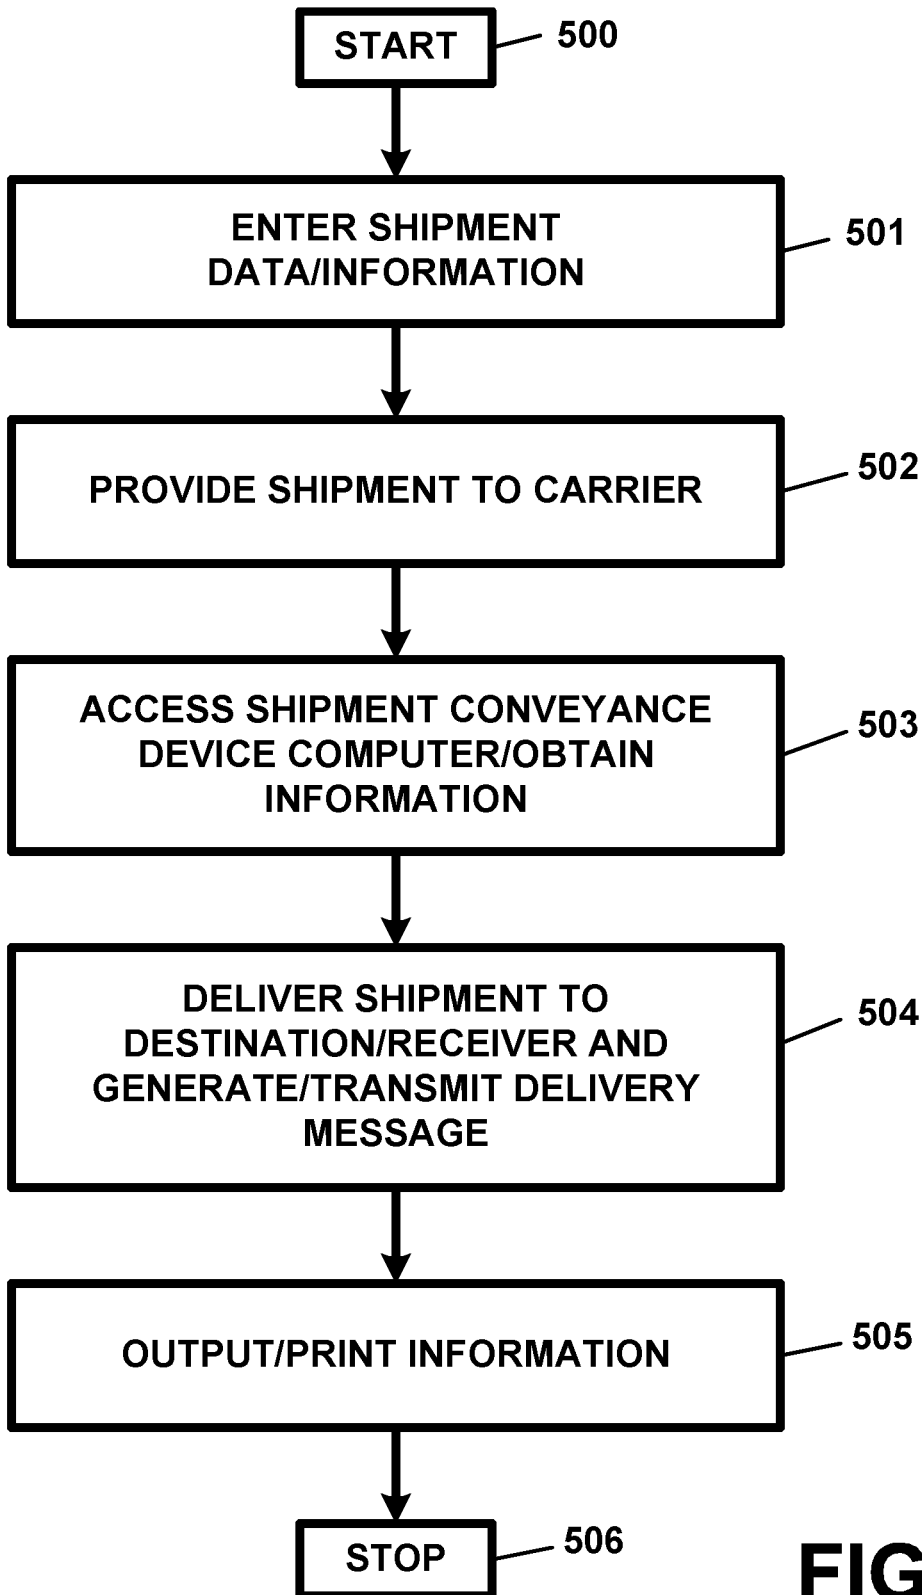 START
500
ENTER SHIPMENT
DATA/INFORMATION
501
PROVIDE SHIPMENT TO CARRIER
502
ACCESS SHIPMENT CONVEYANCE
DEVICE COMPUTER/OBTAIN
INFORMATION
503
DELIVER SHIPMENT TO
DESTINATION/RECEIVER AND
GENERATE/TRANSMIT DELIVERY
MESSAGE
504
OUTPUT/PRINT INFORMATION
505
STOP
506
FIG